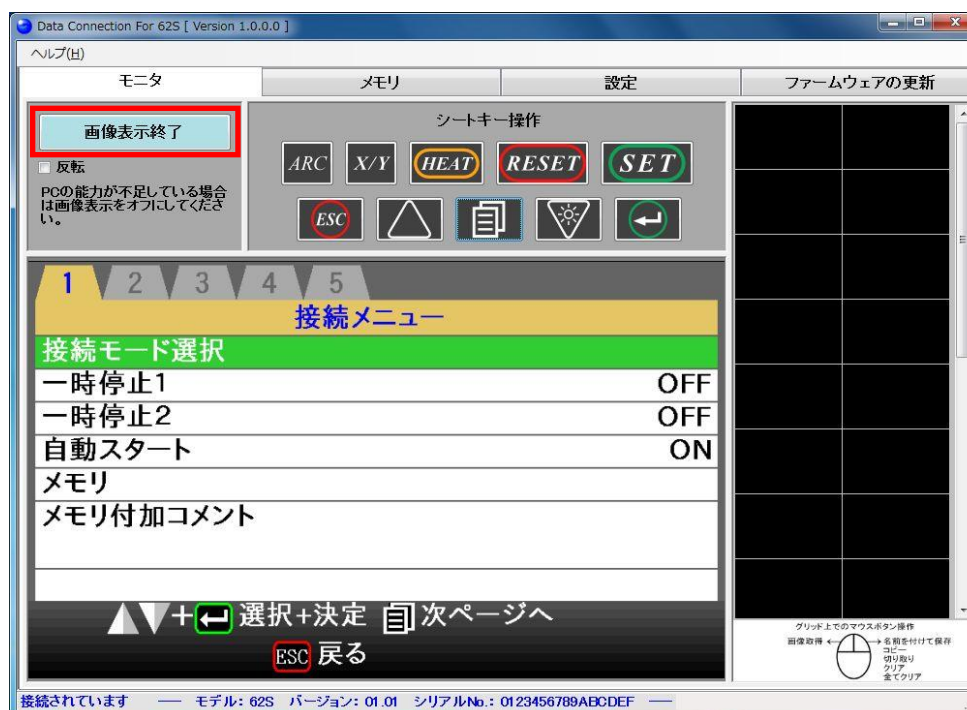 Data Connection For 62S [ Version 1.0.0.0 ]
ヘルプ(H)
モニタ
メモリ
設定
ファームウェアの更新
画像表示終了
反転
PCの能力が不足している場合
は画像表示をオフにしてくださ
い。
シートキー操作
ARC X/Y HEAT RESET SET
ESC
1 2 3 4 5
接続メニュー
接続モード選択
一時停止1 OFF
一時停止2 OFF
自動スタート ON
メモリ
メモリ付加コメント
+ 選択+決定 次ページへ
ESC 戻る
グリッド上でのマウスボタン操作
画像取得
名前を付けて保存
コピー
切り取り
クリア
全てクリア
接続されています ― モデル: 62S バージョン: 01.01 シリアルNo.: 0123456789ABCDEF ―